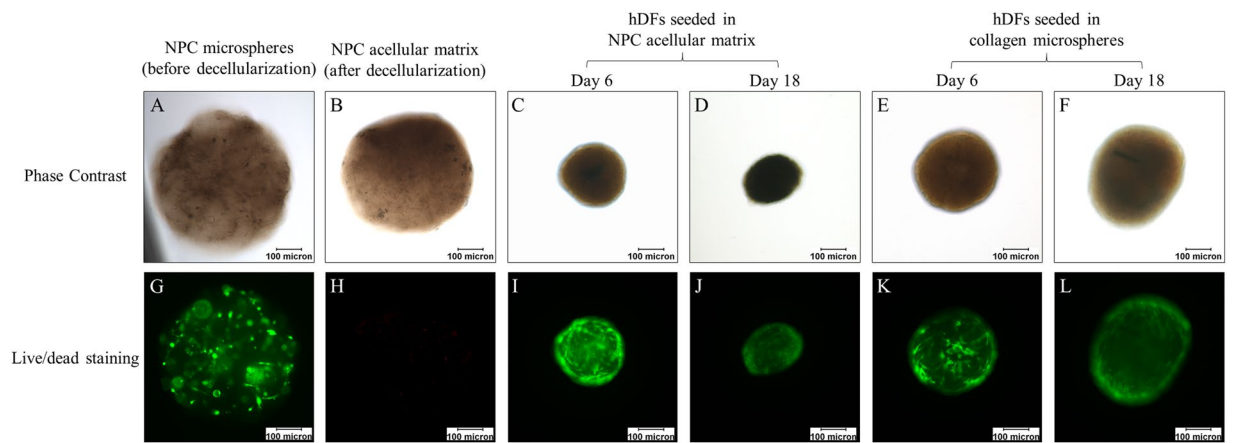 hDFs seeded in
NPC acellular matrix
hDFs seeded in
collagen microspheres
NPC microspheres
(before decellularization)
NPC acellular matrix
(after decellularization)
Day 6
Day 18
Day 6
Day 18
Phase Contrast
A
100 micron
B
100 micron
C
100 micron
D
100 micron
E
100 micron
F
100 micron
Live/dead staining
G
100 micron
H
100 micron
I
100 micron
J
100 micron
K
100 micron
L
100 micron